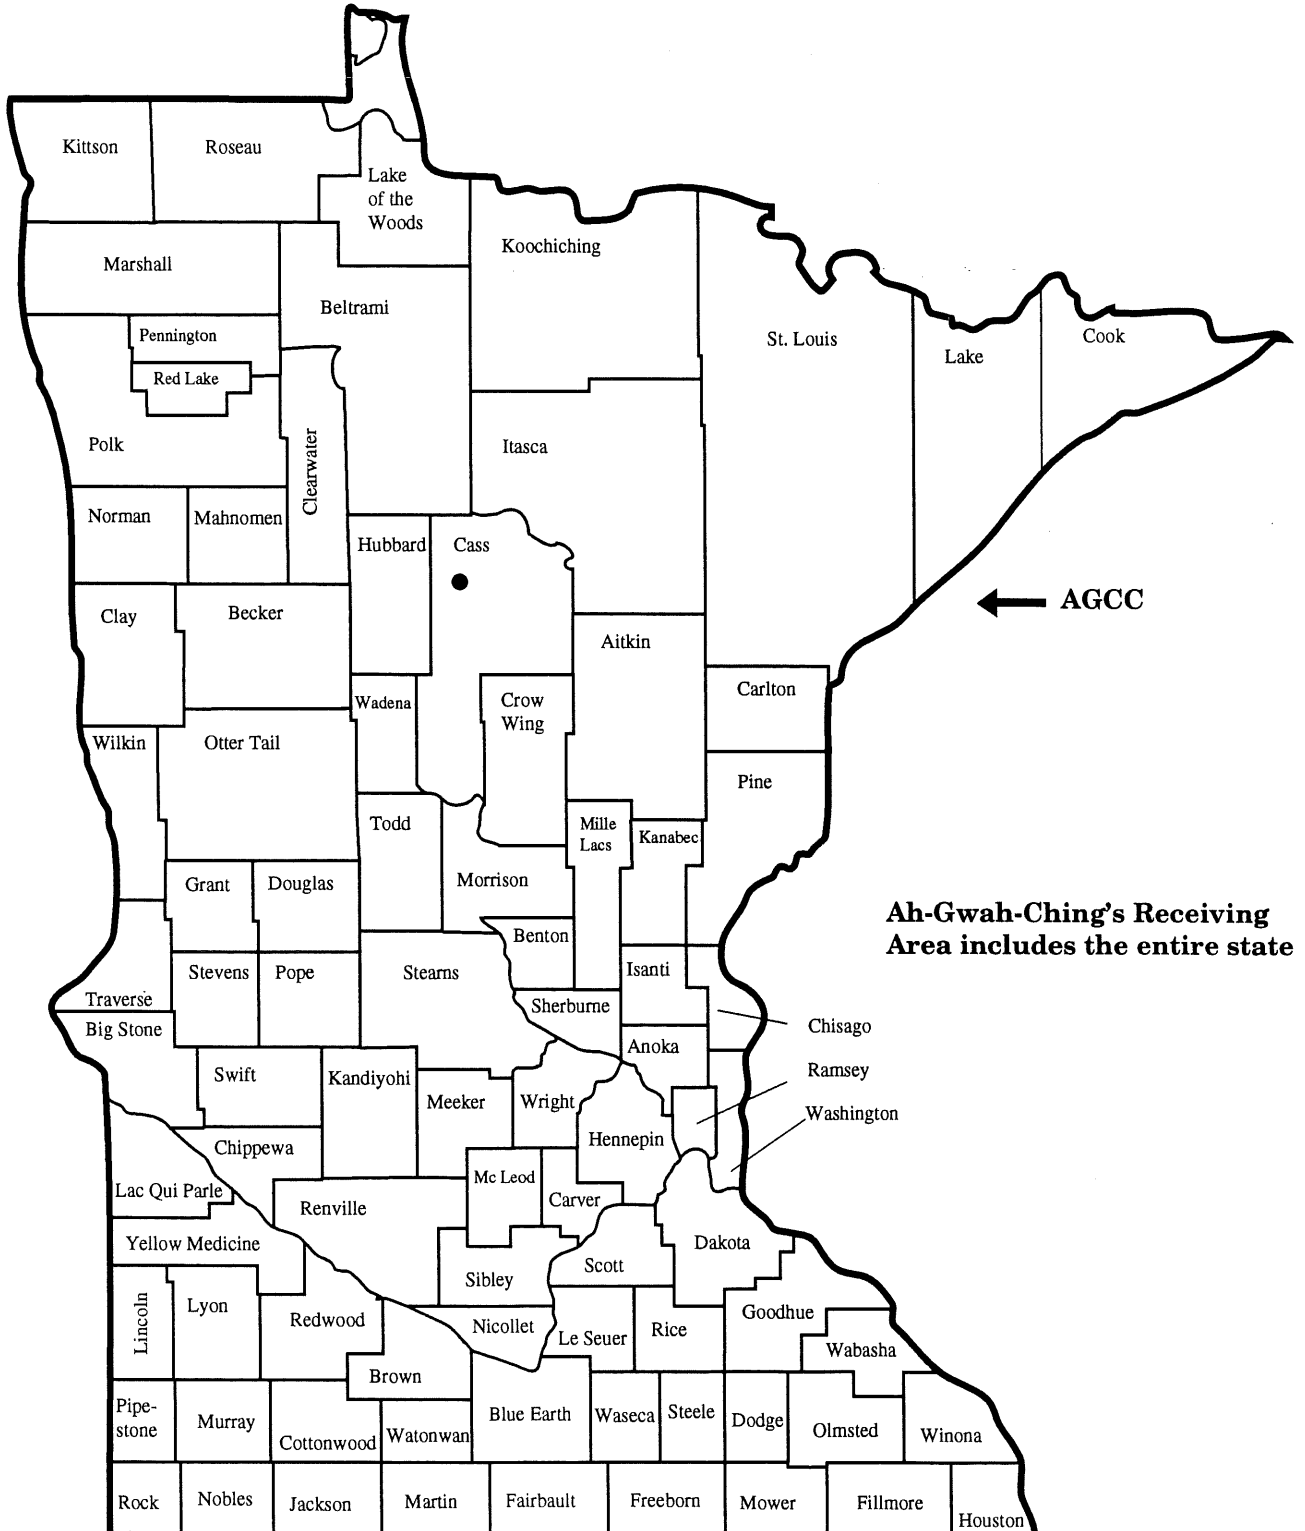 Kittson
Roseau
Lake
of the
Woods
Koochiching
Marshall
Beltrami
Pennington
St. Louis
Lake
Cook
Red Lake
Polk
Clearwater
Itasca
Norman
Mahnomen
Hubbard
Cass
Clay
Becker
AGCC
Aitkin
Wadena
Crow
Wing
Carlton
Wilkin
Otter Tail
Pine
Todd
Mille
Lacs
Kanabec
Grant
Douglas
Morrison
Ah-Gwah-Ching's Receiving
Area includes the entire state
Benton
Stevens
Pope
Stearns
Isanti
Traverse
Sherburne
Big Stone
Chisago
Anoka
Swift
Kandiyohi
Ramsey
Meeker
Wright
Washington
Hennepin
Chippewa
Lac Qui Parle
Mc Leod
Carver
Renville
Yellow Medicine
Dakota
Scott
Sibley
Lincoln
Lyon
Redwood
Nicollet
Le Seuer
Rice
Goodhue
Wabasha
Brown
Pipe-
stone
Murray
Cottonwood
Watonwan
Blue Earth
Waseca
Steele
Dodge
Olmsted
Winona
Rock
Nobles
Jackson
Martin
Fairbault
Freeborn
Mower
Fillmore
Houston